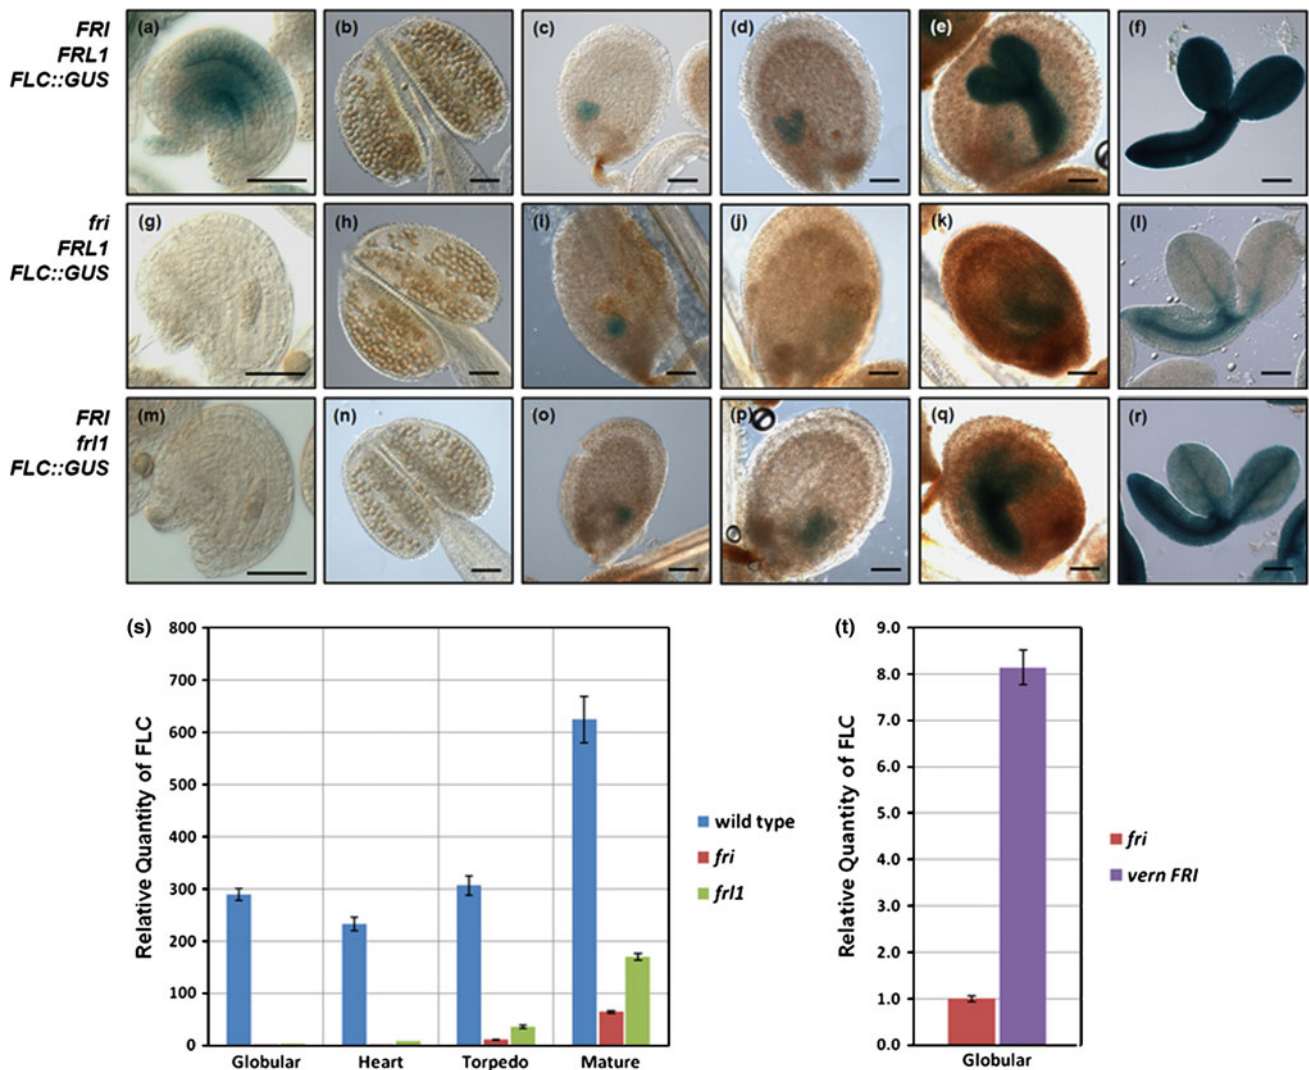 FRI
FRL1
FLC::GUS
(a) (b) (c) (d) (e) (f)
fri
FRL1
FLC::GUS
(g) (h) (i) (j) (k) (l)
FRI
frl1
FLC::GUS
(m) (n) (o) (p) (q) (r)
(s)
Relative Quantity of FLC
800
700
600
500
400
300
200
100
0
Globular Heart Torpedo Mature
wild type
fri
frl1
(t)
Relative Quantity of FLC
9.0
8.0
7.0
6.0
5.0
4.0
3.0
2.0
1.0
0.0
Globular
fri
vern FRI